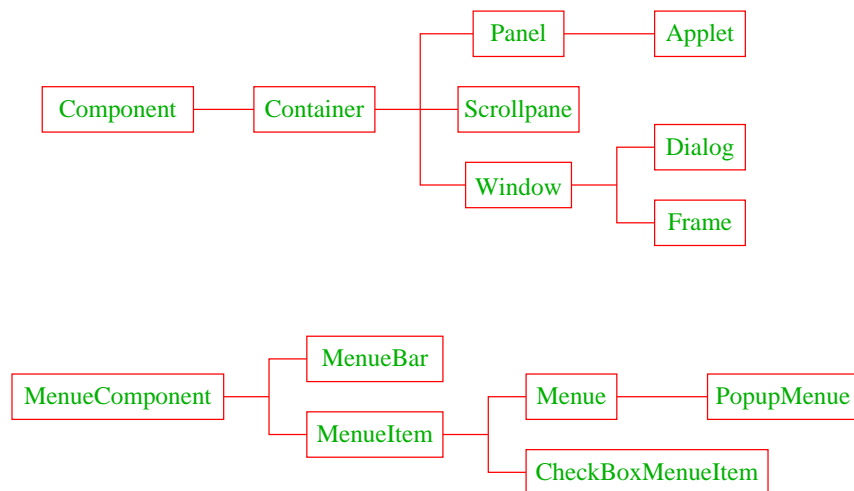 Panel
Applet
Component
Container
Scrollpane
Dialog
Window
Frame
MenueBar
MenueComponent
Menue
PopupMenue
MenueItem
CheckBoxMenueItem